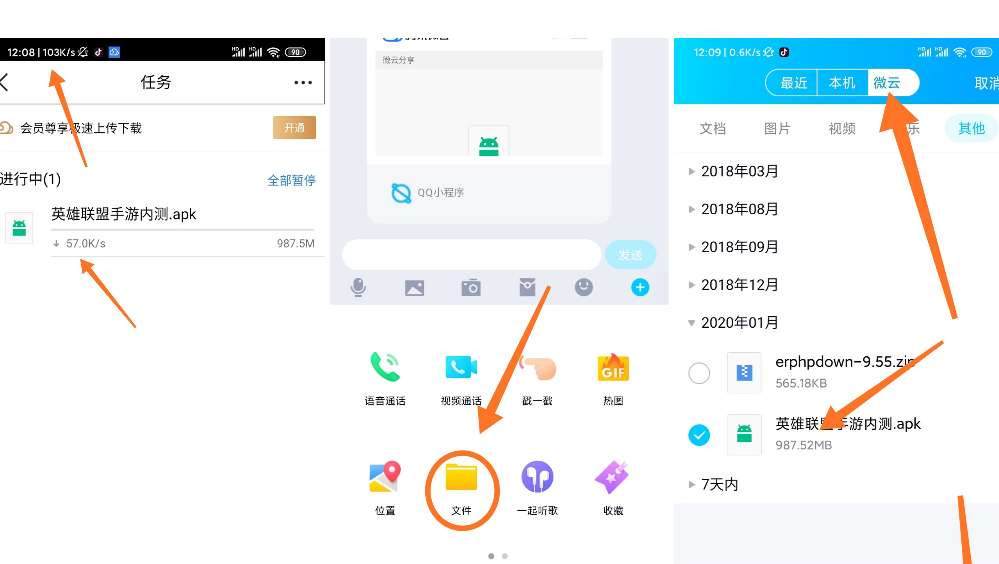 12:08 | 103K/s
90
任务
会员尊享极速上传下载
开通
进行中(1)
全部暂停
英雄联盟手游内测.apk
57.0K/s
987.5M
微云分享
QQ小程序
发送
语音通话
视频通话
戳一戳
GIF
热图
位置
文件
一起听歌
收藏
12:09 | 0.6K/s
90
最近
本机
微云
文档
图片
视频
其他
2018年03月
2018年08月
2018年09月
2018年12月
2020年01月
erphpdown-9.55.zip
565.18KB
英雄联盟手游内测.apk
987.52MB
7天内